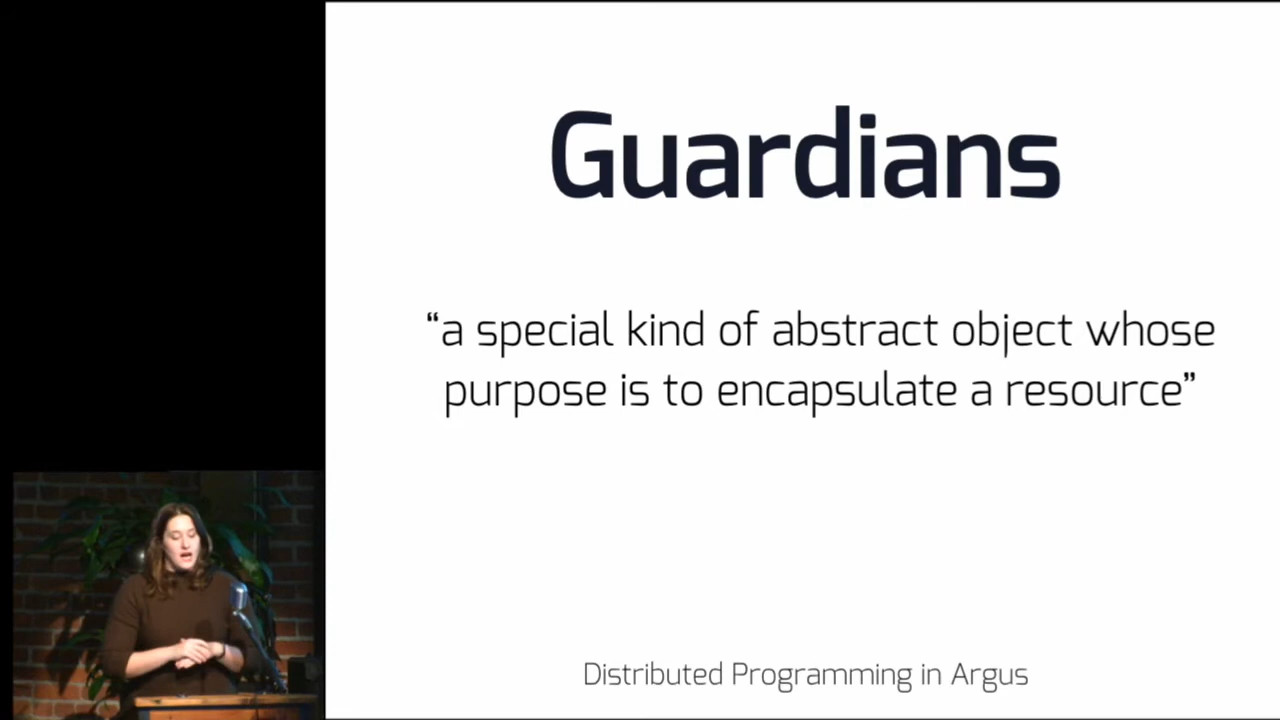 Guardians
“a special kind of abstract object whose
purpose is to encapsulate a resource”
Distributed Programming in Argus